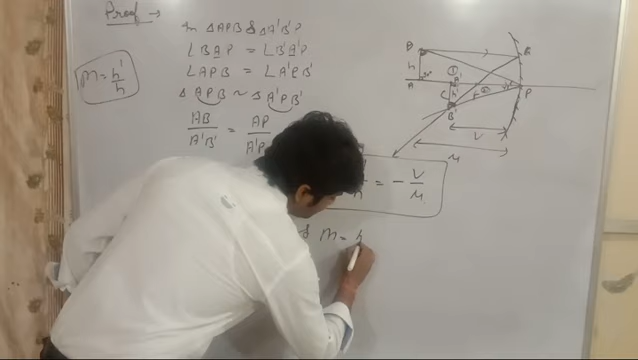 Proof →
In ΔAPB & ΔA'B'P
∠BAP = ∠B'A'P
∠APB = ∠A'PB'
ΔAPB ~ ΔA'PB'
AB/A'B' = AP/A'P
m = h'/h
= - v/u
m =
B
R
h
A
A'
h'
C
F
P
B'
v
u